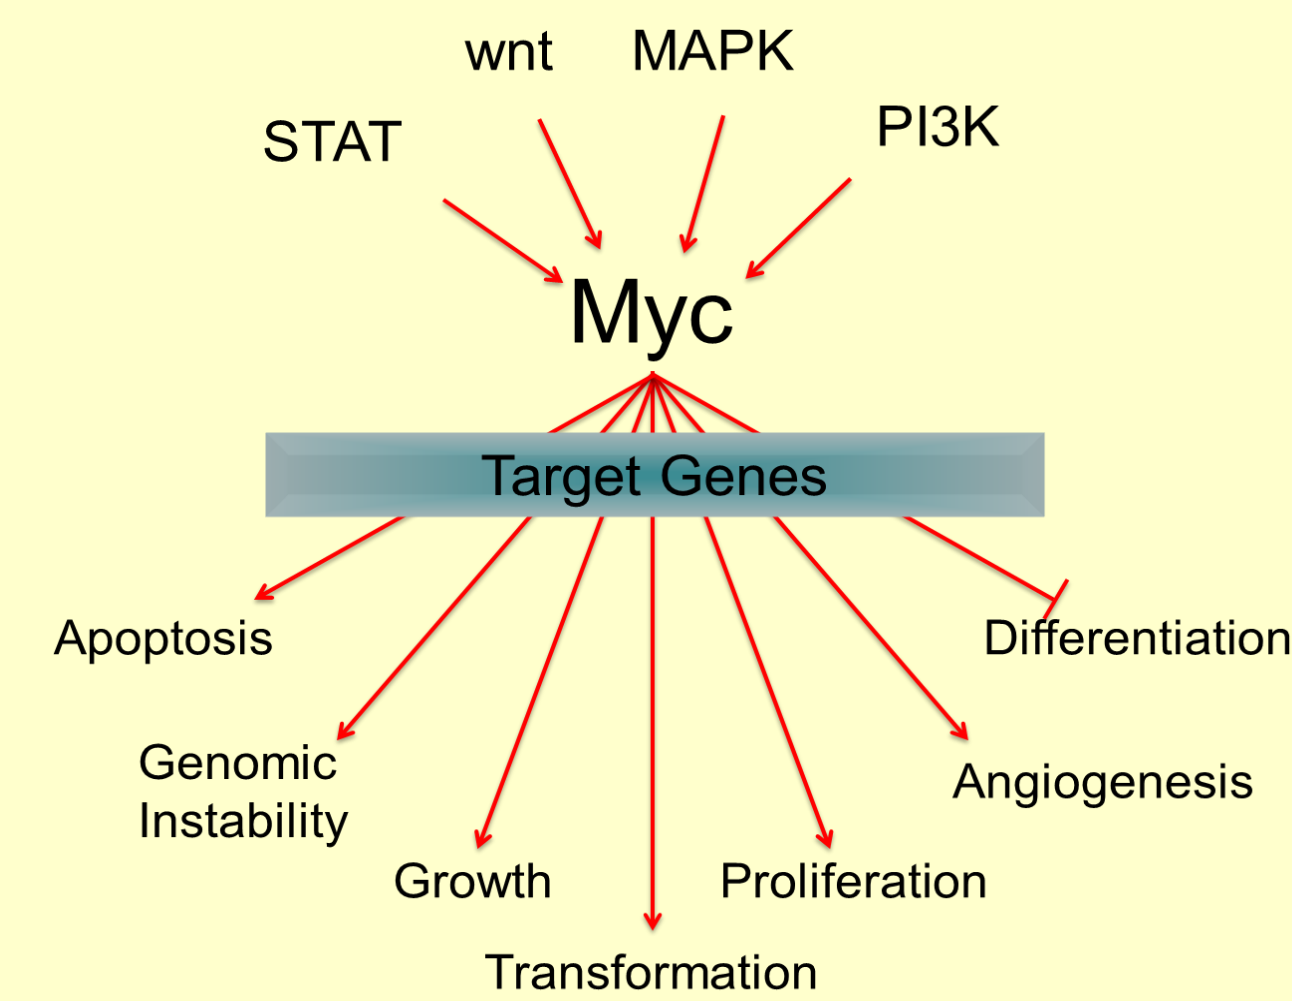 wnt
MAPK
STAT
PI3K
Myc
Target Genes
Apoptosis
Differentiation
Genomic
Instability
Angiogenesis
Growth
Proliferation
Transformation